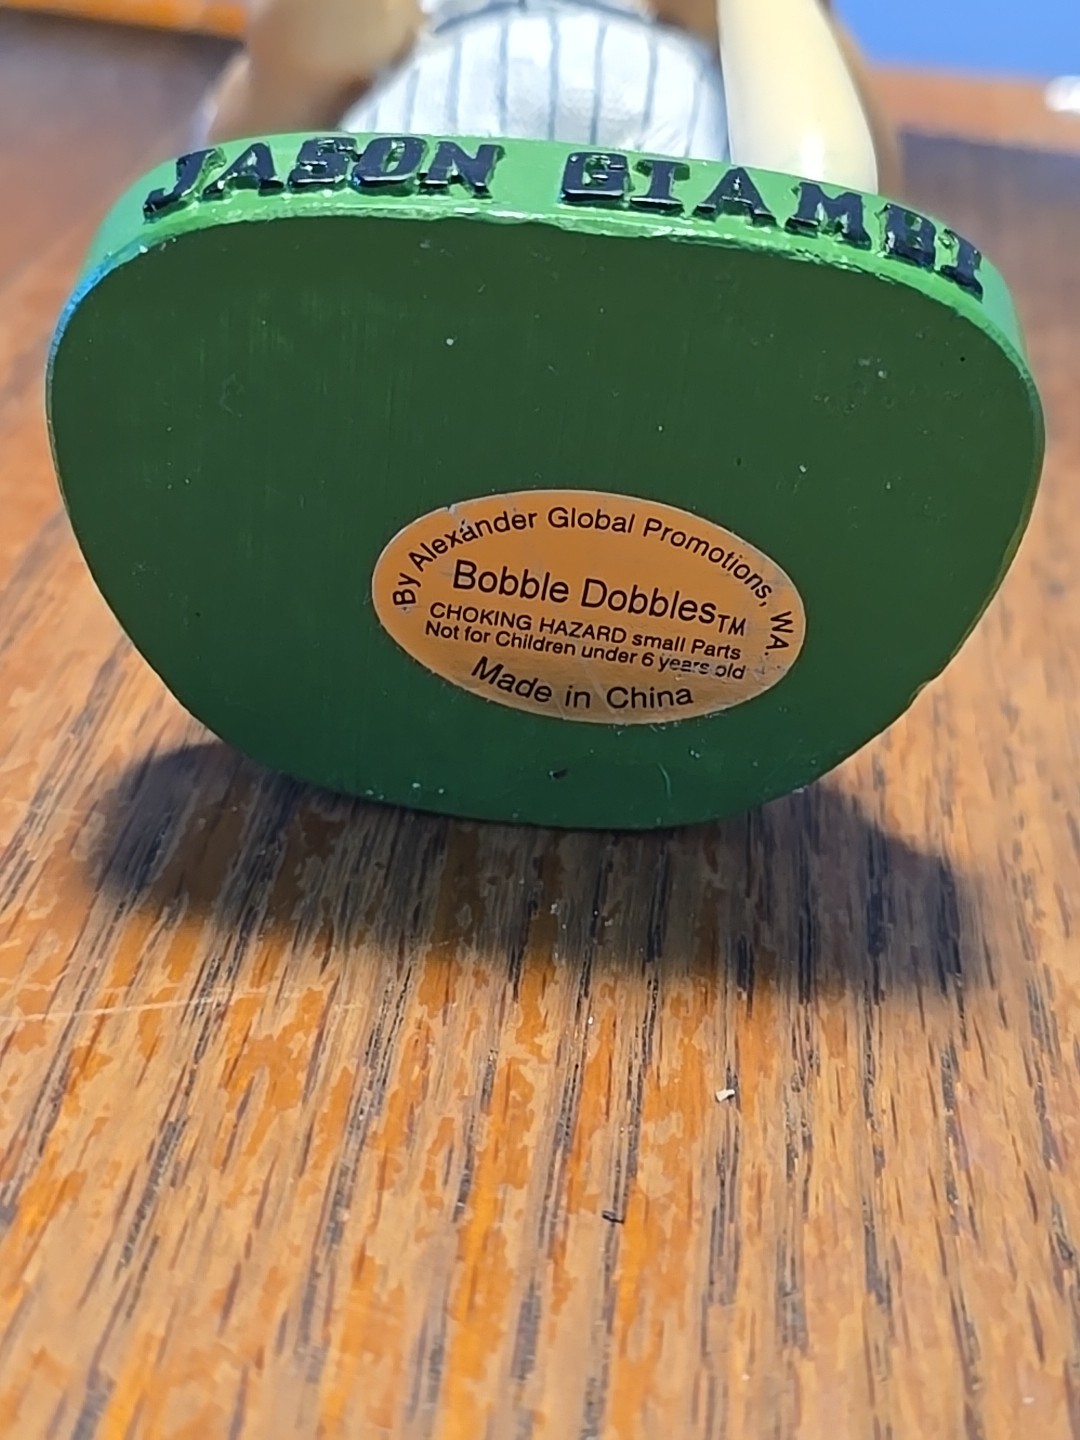 JASON GIAMBI
By Alexander Global Promotions, WA.
Bobble Dobbles™
CHOKING HAZARD small Parts
Not for Children under 6 years old
Made in China